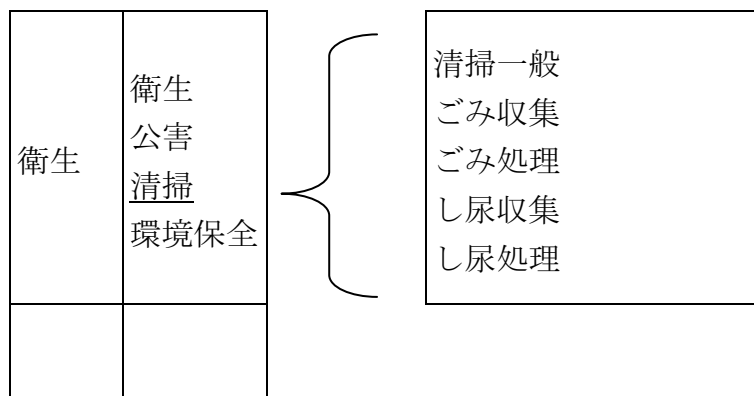 衛生
衛生
公害
清掃
環境保全
清掃一般
ごみ収集
ごみ処理
し尿収集
し尿処理